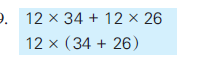 9. 12 × 34 + 12 × 26
12 × (34 + 26)